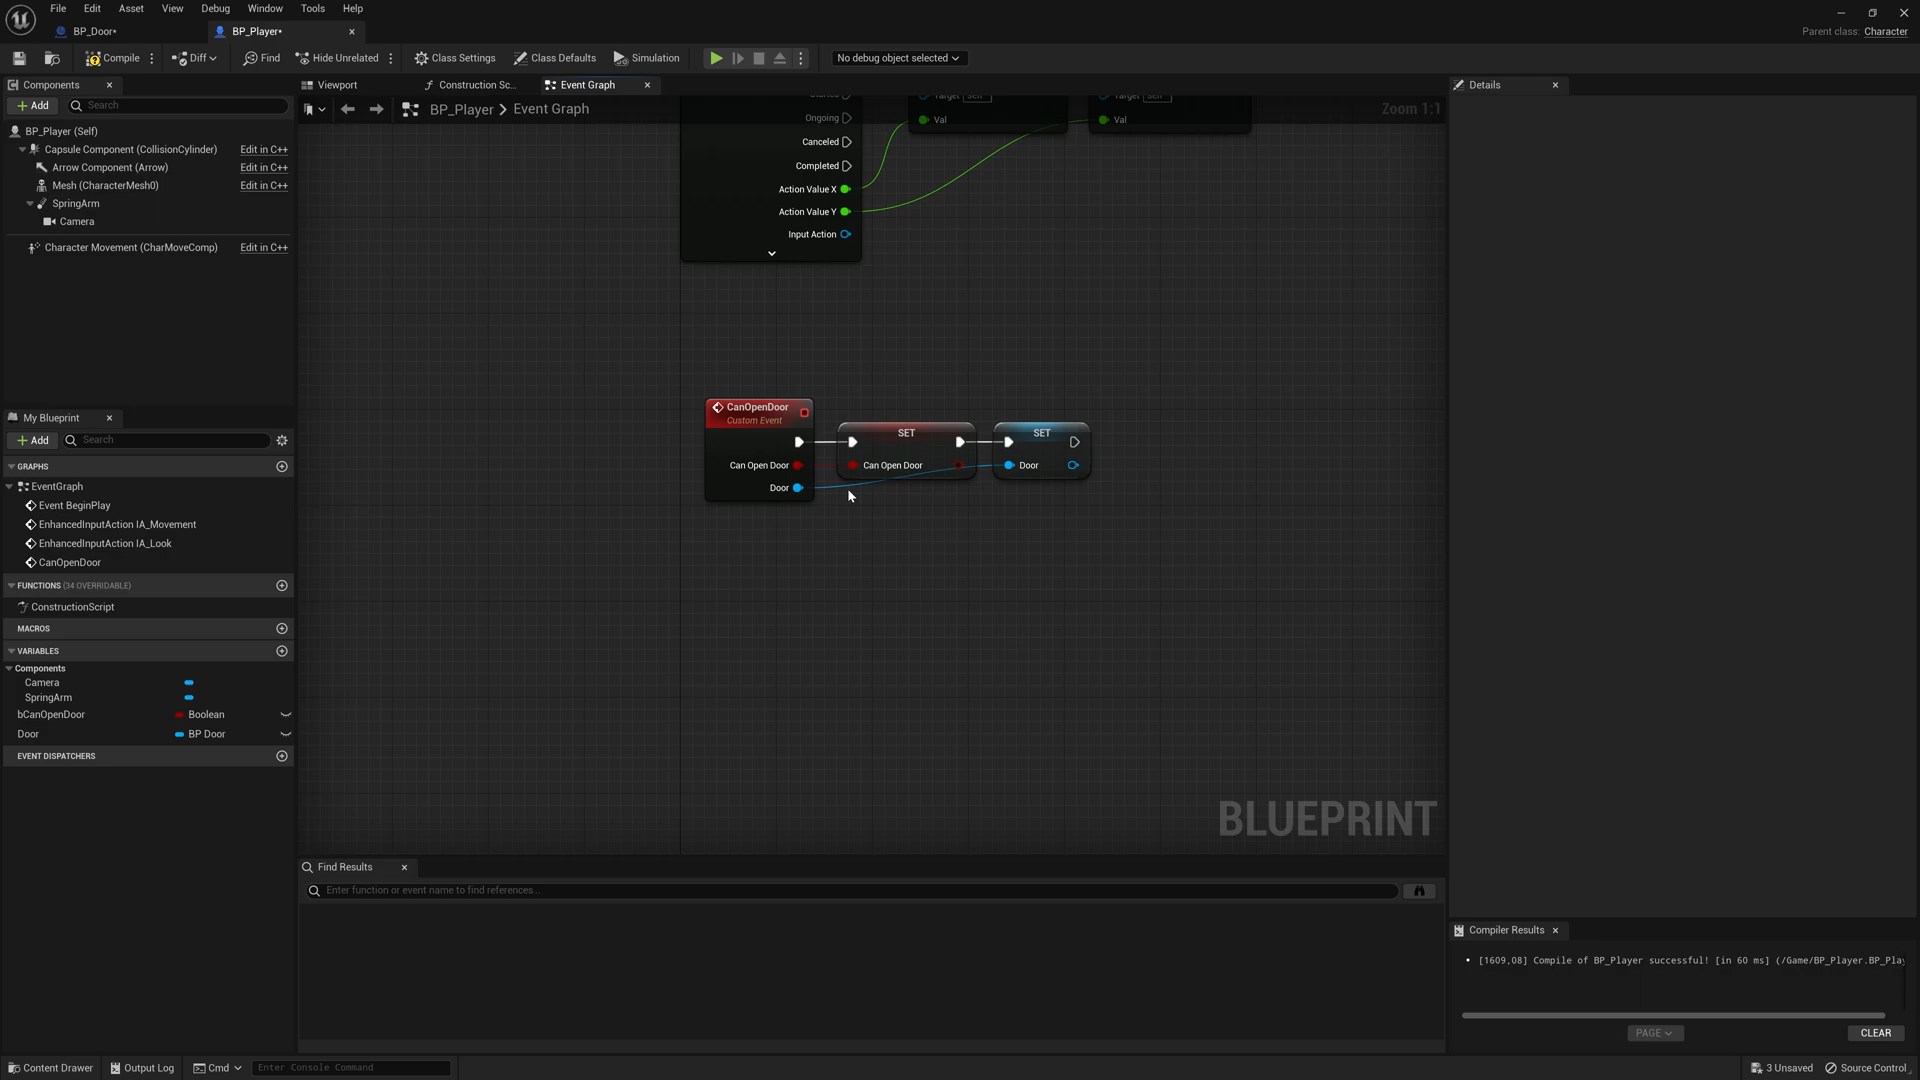 File Edit Asset View Debug Window Tools Help
BP_Door*
BP_Player*
Parent class: Character
Compile
Diff
Find
Hide Unrelated
Class Settings
Class Defaults
Simulation
No debug object selected
Components
Add
Search
BP_Player (Self)
Capsule Component (CollisionCylinder) Edit in C++
Arrow Component (Arrow) Edit in C++
Mesh (CharacterMesh0) Edit in C++
SpringArm
Camera
Character Movement (CharMoveComp) Edit in C++
My Blueprint
Add
Search
GRAPHS
EventGraph
Event BeginPlay
EnhancedInputAction IA_Movement
EnhancedInputAction IA_Look
CanOpenDoor
FUNCTIONS (34 OVERRIDABLE)
ConstructionScript
MACROS
VARIABLES
Components
Camera
SpringArm
bCanOpenDoor Boolean
Door BP Door
EVENT DISPATCHERS
Viewport
Construction Sc...
Event Graph
BP_Player > Event Graph
Zoom 1:1
Ongoing
Canceled
Completed
Action Value X
Action Value Y
Input Action
Target self
Val
Target self
Val
CanOpenDoor
Custom Event
Can Open Door
Door
SET
Can Open Door
SET
Door
BLUEPRINT
Find Results
Enter function or event name to find references...
Details
Compiler Results
[1609,08] Compile of BP_Player successful! [in 60 ms] (/Game/BP_Player.BP_Play
PAGE
CLEAR
Content Drawer
Output Log
Cmd
Enter Console Command
3 Unsaved
Source Control